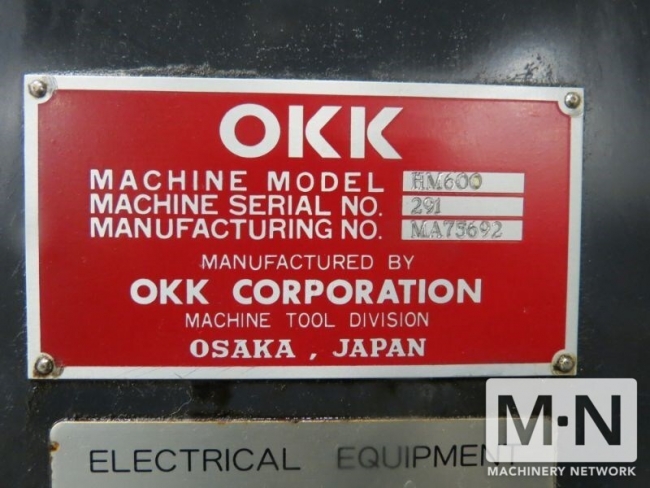 OKK
MACHINE MODEL HM600
MACHINE SERIAL NO. 291
MANUFACTURING NO. MA75692
MANUFACTURED BY
OKK CORPORATION
MACHINE TOOL DIVISION
OSAKA , JAPAN
ELECTRICAL EQUIPMENT
M·N
MACHINERY NETWORK